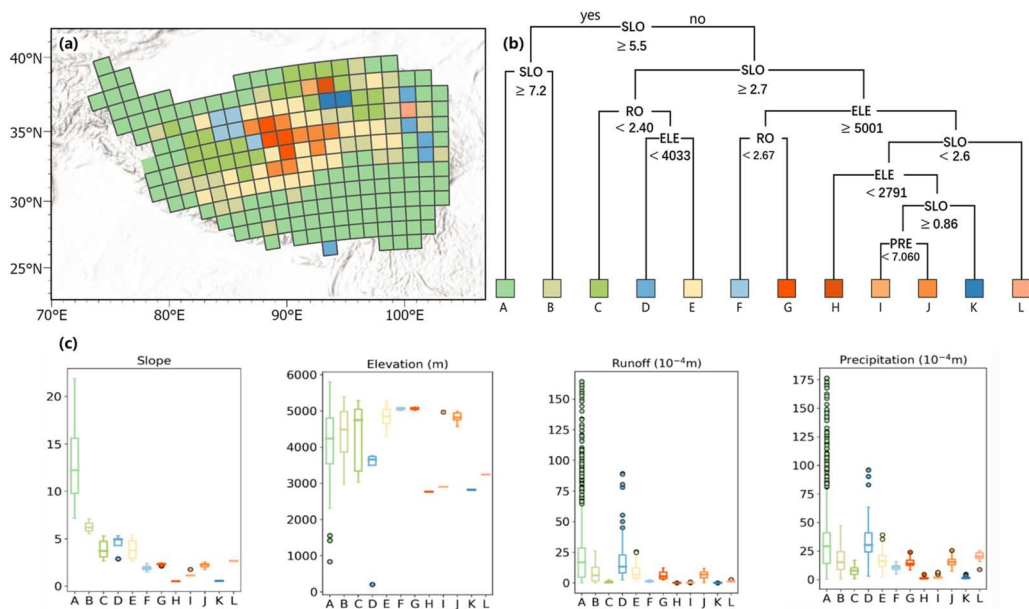 (a)
40°N
35°N
30°N
25°N
70°E 80°E 90°E 100°E
(b)
yes no
SLO
≥ 5.5
SLO
≥ 7.2
SLO
≥ 2.7
RO
< 2.40
ELE
≥ 5001
ELE
< 4033
RO
< 2.67
SLO
< 2.6
ELE
< 2791
SLO
≥ 0.86
PRE
< 7.060
A B C D E F G H I J K L
(c)
Slope
20
15
10
5
0
A B C D E F G H I J K L
Elevation (m)
6000
5000
4000
3000
2000
1000
0
A B C D E F G H I J K L
Runoff (10⁻⁴m)
150
125
100
75
50
25
0
A B C D E F G H I J K L
Precipitation (10⁻⁴m)
175
150
125
100
75
50
25
0
A B C D E F G H I J K L